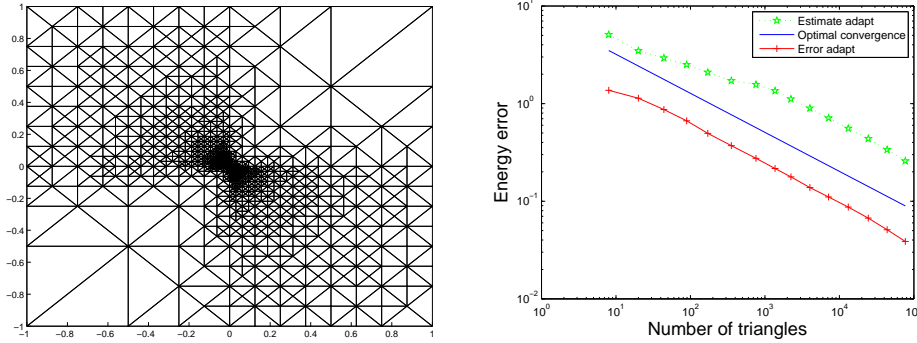 1
0.8
0.6
0.4
0.2
0
−0.2
−0.4
−0.6
−0.8
−1
−1 −0.8 −0.6 −0.4 −0.2 0 0.2 0.4 0.6 0.8 1
Estimate adapt
Optimal convergence
Error adapt
Energy error
10^1
10^0
10^−1
10^−2
10^0 10^1 10^2 10^3 10^4 10^5
Number of triangles